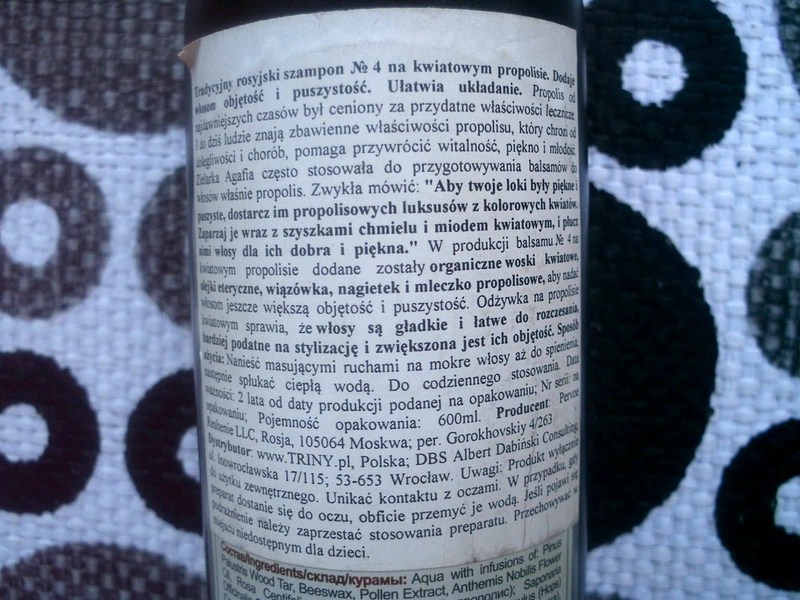 Tradycyjny rosyjski szampon № 4 na kwiatowym propolisie. Dodaje
włosom objętość i puszystość. Ułatwia układanie. Propolis od
najdawniejszych czasów był ceniony za przydatne właściwości lecznicze.
I do dziś ludzie znają zbawienne właściwości propolisu, który chroni od
dolegliwości i chorób, pomaga przywrócić witalność, piękno i młodość.
Zielarka Agafia często stosowała do przygotowywania balsamów do
włosów właśnie propolis. Zwykła mówić: "Aby twoje loki były piękne i
puszyste, dostarcz im propolisowych luksusów z kolorowych kwiatów.
Zaparzaj je wraz z szyszkami chmielu i miodem kwiatowym, i płucz
nimi włosy dla ich dobra i piękna." W produkcji balsamu № 4 na
kwiatowym propolisie dodane zostały organiczne woski kwiatowe,
olejki eteryczne, wiązówka, nagietek i mleczko propolisowe, aby nadać
włosom jeszcze większą objętość i puszystość. Odżywka na propolisie
kwiatowym sprawia, że włosy są gładkie i łatwe do rozczesania,
bardziej podatne na stylizację i zwiększona jest ich objętość. Sposób
użycia: Nanieść masującymi ruchami na mokre włosy aż do spienienia,
następnie spłukać ciepłą wodą. Do codziennego stosowania. Data
ważności: 2 lata od daty produkcji podanej na opakowaniu; Nr serii: na
opakowaniu; Pojemność opakowania: 600ml. Producent: Pervoe
Reshenie LLC, Rosja, 105064 Moskwa; per. Gorokhovskiy 4/263
Dystrybutor: www.TRINY.pl, Polska; DBS Albert Dabiński Consulting,
ul. Inowrocławska 17/115; 53-653 Wrocław. Uwagi: Produkt wyłącznie
do użytku zewnętrznego. Unikać kontaktu z oczami. W przypadku, gdy
preparat dostanie się do oczu, obficie przemyć je wodą. Jeśli pojawi się
podrażnienie należy zaprzestać stosowania preparatu. Przechowywać w
miejscu niedostępnym dla dzieci.
Состав/Ingredients/склад/курамы: Aqua with infusions of: Pinus
Palustris Wood Tar, Beeswax, Pollen Extract, Anthemis Nobilis Flower
Oil, Rosa Saponaria
(Hops)